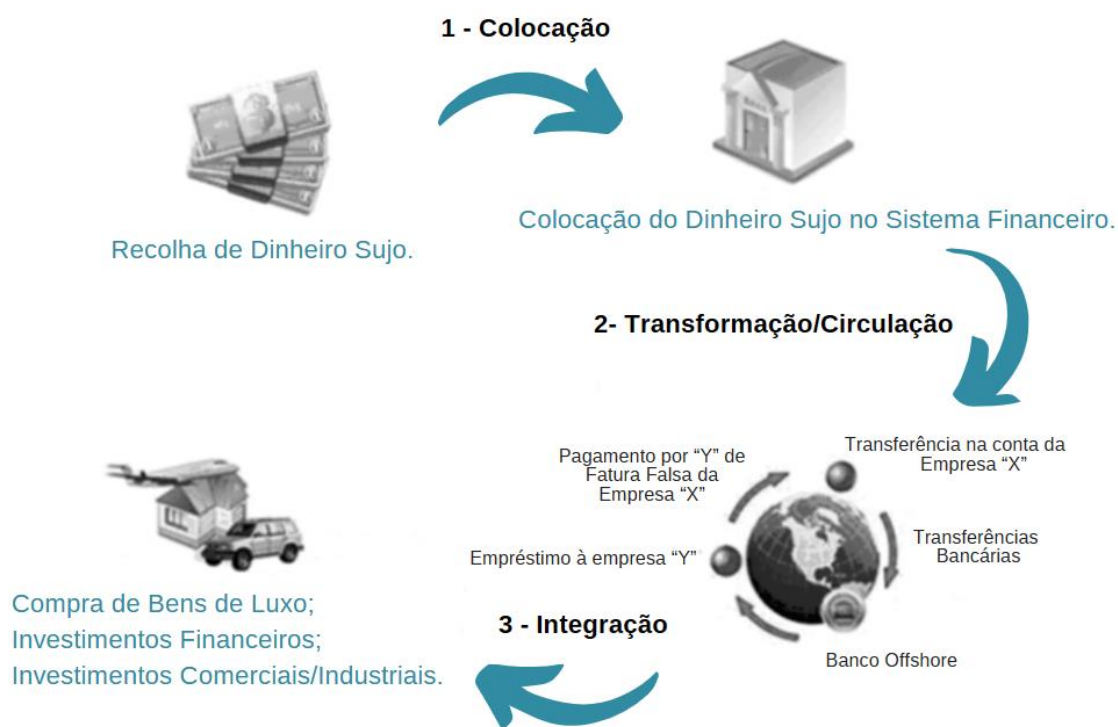 1 - Colocação
Recolha de Dinheiro Sujo.
Colocação do Dinheiro Sujo no Sistema Financeiro.
2- Transformação/Circulação
Pagamento por “Y” de
Fatura Falsa da
Empresa “X”
Transferência na conta da
Empresa “X”
Empréstimo à empresa “Y”
Transferências
Bancárias
Banco Offshore
3 - Integração
Compra de Bens de Luxo;
Investimentos Financeiros;
Investimentos Comerciais/Industriais.